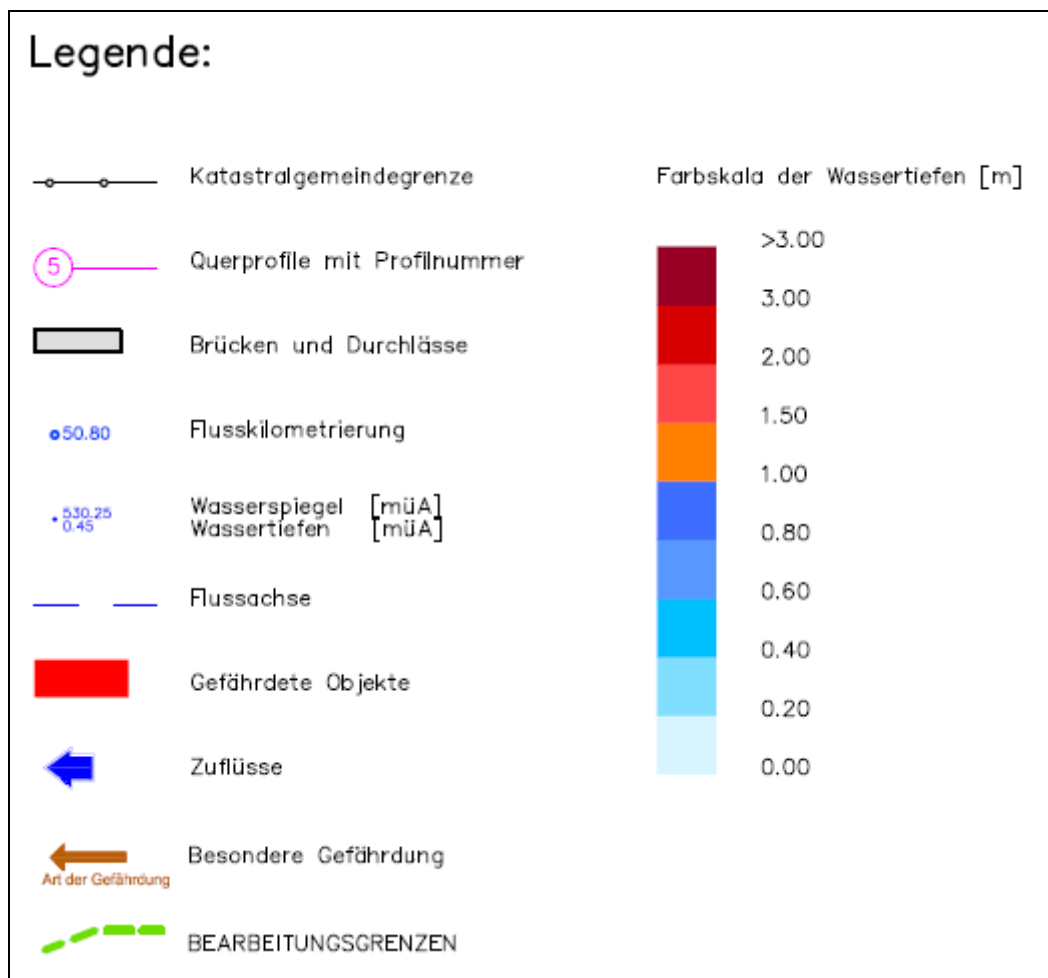 Legende:
Katastralgemeindegrenze
5
Querprofile mit Profilnummer
Brücken und Durchlässe
50.80
Flusskilometrierung
530.25
0.45
Wasserspiegel [müA]
Wassertiefen [müA]
Flussachse
Gefährdete Objekte
Zuflüsse
Besondere Gefährdung
Art der Gefährdung
BEARBEITUNGSGRENZEN
Farbskala der Wassertiefen [m]
>3.00
3.00
2.00
1.50
1.00
0.80
0.60
0.40
0.20
0.00